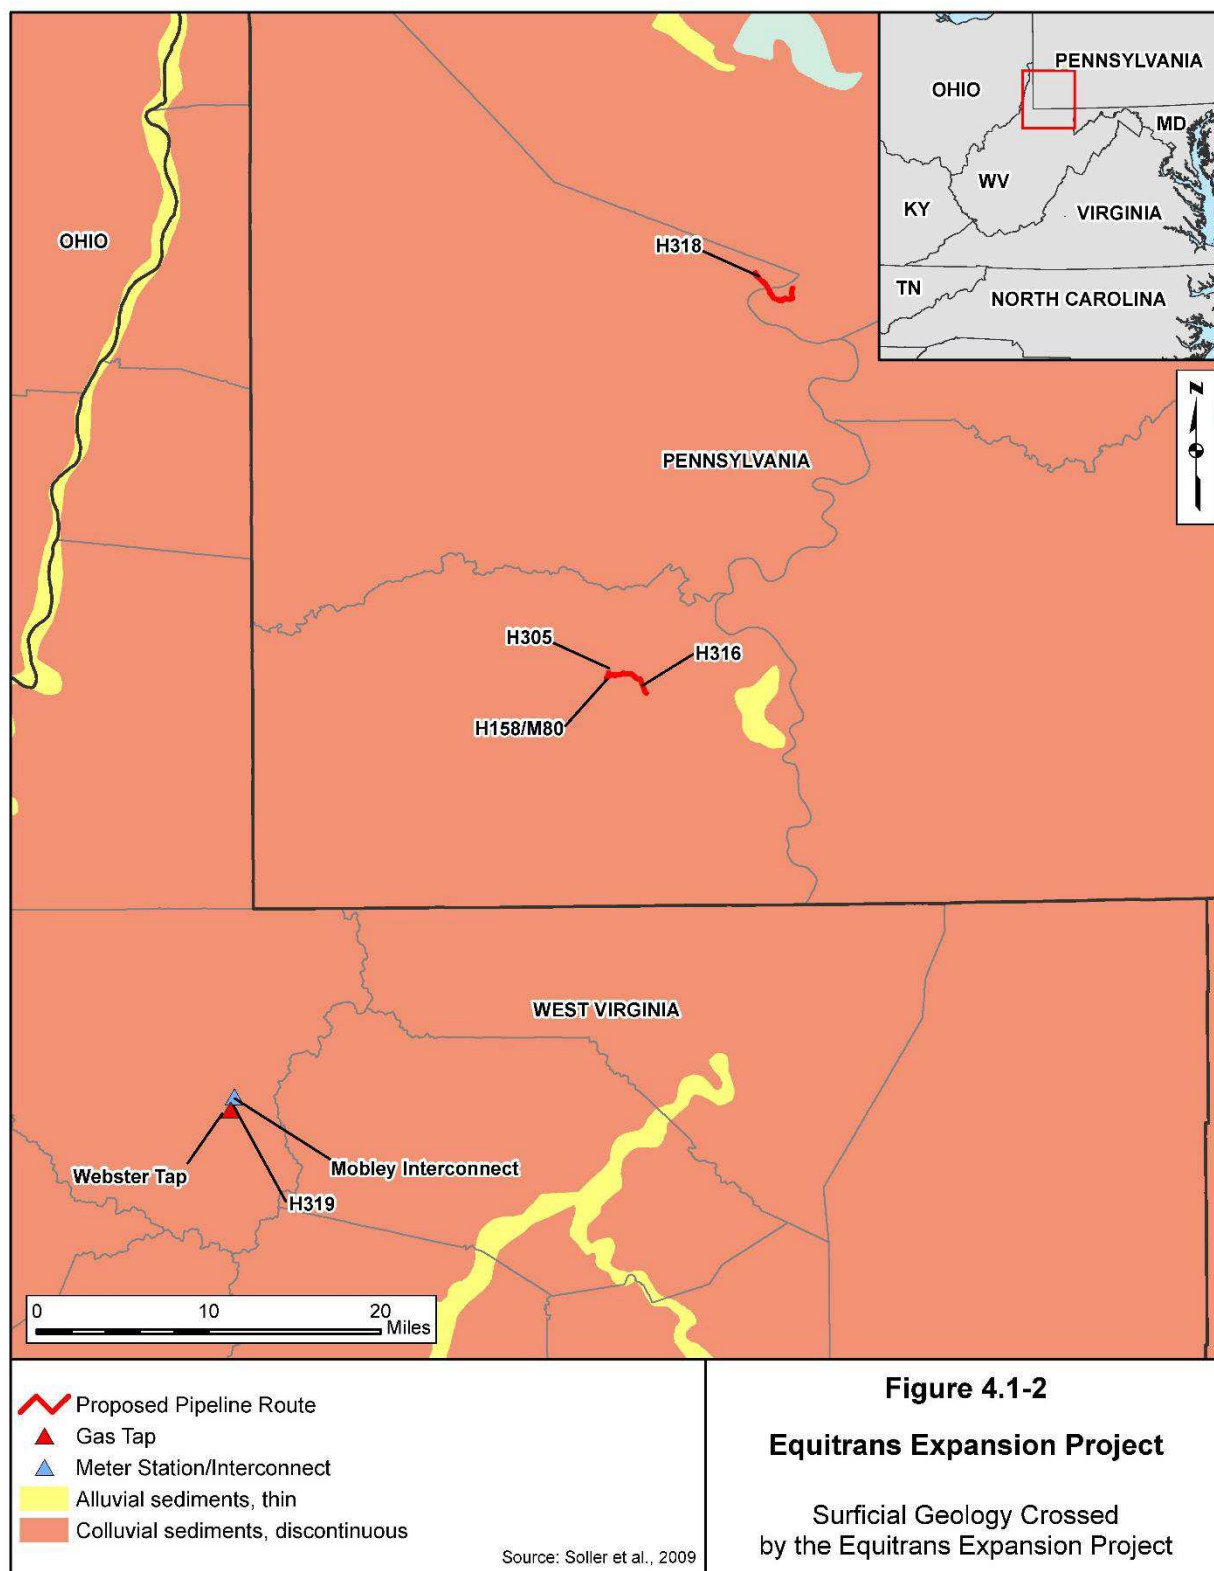 PENNSYLVANIA
OHIO
MD
WV
KY
VIRGINIA
TN
NORTH CAROLINA
OHIO
H318
N
PENNSYLVANIA
H305
H316
H158/M80
WEST VIRGINIA
Webster Tap
Mobley Interconnect
H319
0 10 20
Miles
Proposed Pipeline Route
Gas Tap
Meter Station/Interconnect
Alluvial sediments, thin
Colluvial sediments, discontinuous
Source: Soller et al., 2009
Figure 4.1-2
Equitrans Expansion Project
Surficial Geology Crossed
by the Equitrans Expansion Project